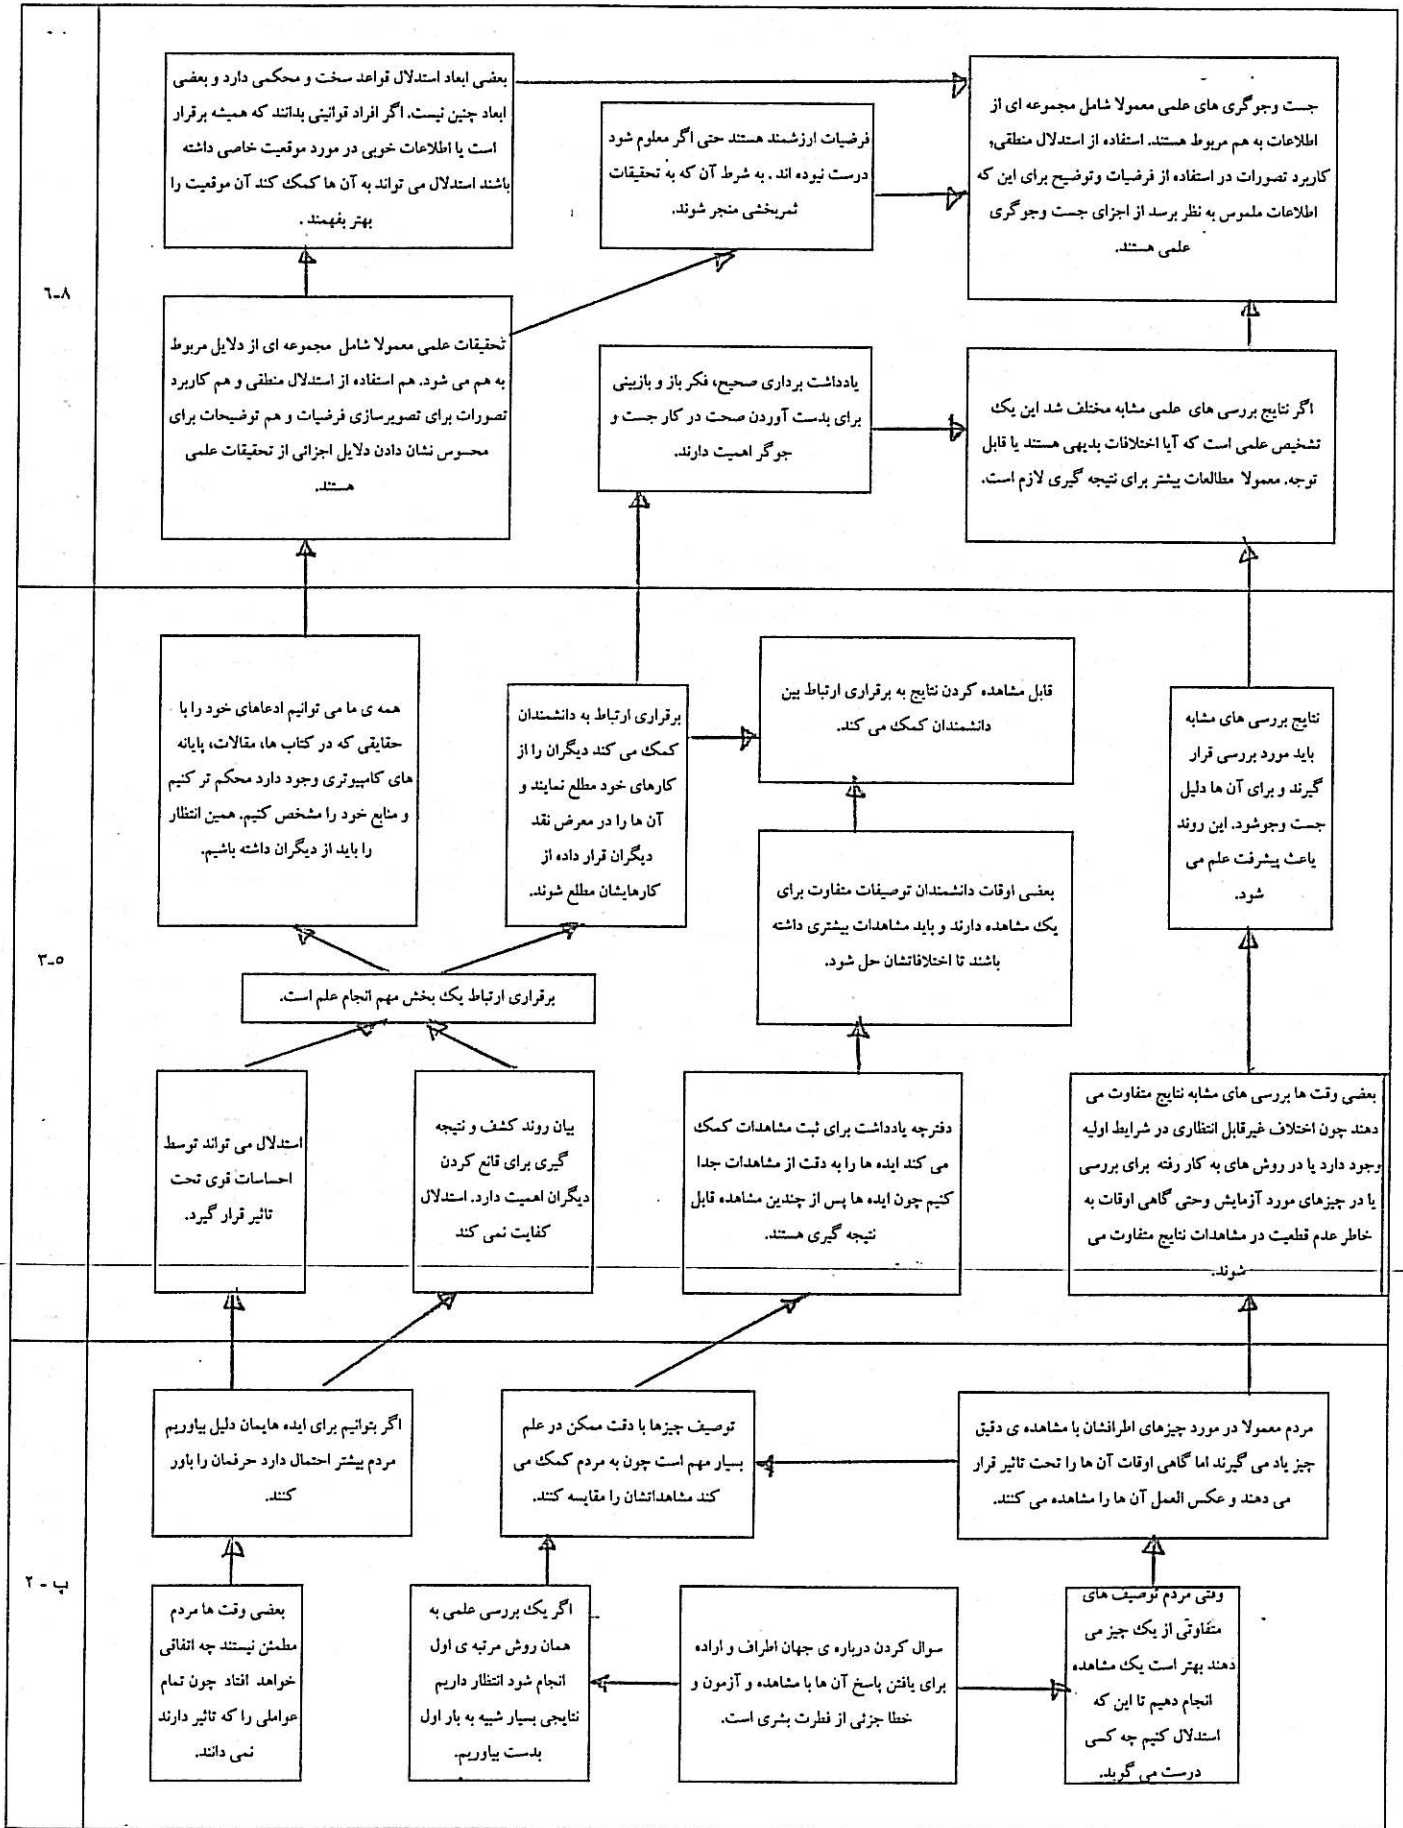 بعضی ابعاد استدلال قواعد سخت و محکمی دارد و بعضی
ابعاد چنین نیست. اگر افراد قوانینی بدانند که همیشه برقرار
است یا اطلاعات خوبی در مورد موقعیت خاصی داشته
باشند استدلال می تواند به آن ها کمک کند آن موقعیت را
بهتر بفهمند .
فرضیات ارزشمند هستند حتی اگر معلوم شود
درست نبوده اند . به شرط آن که به تحقیقات
ثمربخشی منجر شوند.
جست وجوگری های علمی معمولا شامل مجموعه ای از
اطلاعات به هم مربوط هستند. استفاده از استدلال منطقی،
کاربرد تصورات در استفاده از فرضیات وتوضیح برای این که
اطلاعات ملموس به نظر برسد از اجزای جست وجوگری
علمی هستند.
٦-٨
تحقیقات علمی معمولا شامل مجموعه ای از دلایل مربوط
به هم می شود. هم استفاده از استدلال منطقی و هم کاربرد
تصورات برای تصویرسازی فرضیات و هم توضیحات برای
محسوس نشان دادن دلایل اجزائی از تحقیقات علمی
هستند.
یادداشت برداری صحیح، فکر باز و بازبینی
برای بدست آوردن صحت در کار جست و
جوگر اهمیت دارند.
اگر نتایج بررسی های علمی مشابه مختلف شد این یک
تشخیص علمی است که آیا اختلافات بدیهی هستند یا قابل
توجه. معمولا مطالعات بیشتر برای نتیجه گیری لازم است.
همه ی ما می توانیم ادعاهای خود را با
حقایقی که در کتاب ها، مقالات، پایانه
های کامپیوتری وجود دارد محکم تر کنیم
و منابع خود را مشخص کنیم. همین انتظار
را باید از دیگران داشته باشیم.
برقراری ارتباط به دانشمندان
کمک می کند دیگران را از
کارهای خود مطلع نمایند و
آن ها را در معرض نقد
دیگران قرار داده از
کارهایشان مطلع شوند.
قابل مشاهده کردن نتایج به برقراری ارتباط بین
دانشمندان کمک می کند.
نتایج بررسی های مشابه
باید مورد بررسی قرار
گیرند و برای آن ها دلیل
جست وجوشود. این روند
باعث پیشرفت علم می
شود.
بعضی اوقات دانشمندان توصیفات متفاوت برای
یک مشاهده دارند و باید مشاهدات بیشتری داشته
باشند تا اختلافاتشان حل شود.
٣-٥
برقراری ارتباط یک بخش مهم انجام علم است.
استدلال می تواند توسط
احساسات قوی تحت
تاثیر قرار گیرد.
بیان روند کشف و نتیجه
گیری برای قانع کردن
دیگران اهمیت دارد. استدلال
کفایت نمی کند
دفترچه یادداشت برای ثبت مشاهدات کمک
می کند ایده ها را به دقت از مشاهدات جدا
کنیم چون ایده ها پس از چندین مشاهده قابل
نتیجه گیری هستند.
بعضی وقت ها بررسی های مشابه نتایج متفاوت می
دهند چون اختلاف غیرقابل انتظاری در شرایط اولیه
وجود دارد یا در روش های به کار رفته برای بررسی
یا در چیزهای مورد آزمایش وحتی گاهی اوقات به
خاطر عدم قطعیت در مشاهدات نتایج متفاوت می
شوند.
اگر بتوانیم برای ایده هایمان دلیل بیاوریم
مردم بیشتر احتمال دارد حرفمان را باور
کنند.
توصیف چیزها با دقت ممکن در علم
بسیار مهم است چون به مردم کمک می
کند مشاهداتشان را مقایسه کنند.
مردم معمولا در مورد چیزهای اطرافشان با مشاهده ی دقیق
چیز یاد می گیرند اما گاهی اوقات آن ها را تحت تاثیر قرار
می دهند و عکس العمل آن ها را مشاهده می کنند.
پ - ٢
بعضی وقت ها مردم
مطمئن نیستند چه اتفاقی
خواهد افتاد چون تمام
عواملی را که تاثیر دارند
نمی دانند.
اگر یک بررسی علمی به
همان روش مرتبه ی اول
انجام شود انتظار داریم
نتایجی بسیار شبیه به بار اول
بدست بیاوریم.
سوال کردن درباره ی جهان اطراف و اراده
برای یافتن پاسخ آن ها با مشاهده و آزمون و
خطا جزئی از فطرت بشری است.
وقتی مردم توصیف های
متفاوتی از یک چیز می
دهند بهتر است یک مشاهده
انجام دهیم تا این که
استدلال کنیم چه کسی
درست می گوید.